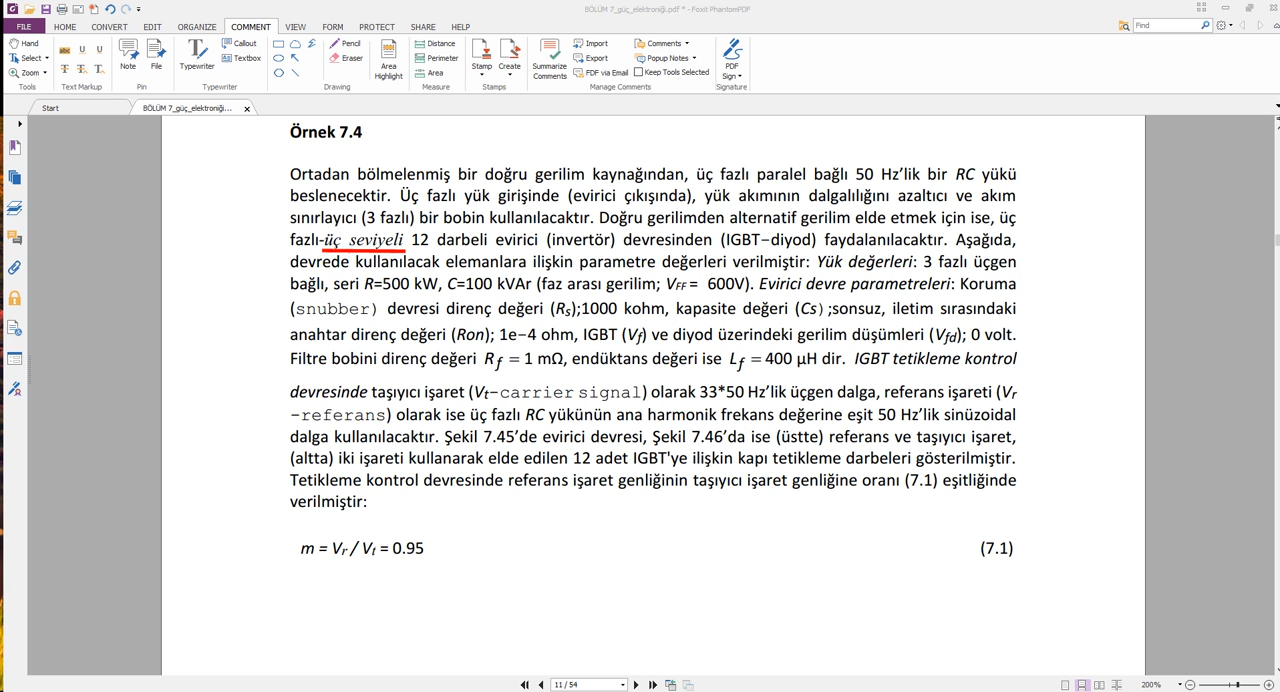 BÖLÜM 7_güç_elektroniği.pdf * - Foxit PhantomPDF
FILE HOME CONVERT EDIT ORGANIZE COMMENT VIEW FORM PROTECT SHARE HELP Find
Hand Callout Pencil Distance Import Comments
Select Textbox Eraser Perimeter Export Popup Notes
Zoom Note File Typewriter Area Highlight Area Stamp Create Summarize Comments FDF via Email Keep Tools Selected PDF Sign
Tools Text Markup Pin Typewriter Drawing Measure Stamps Manage Comments Signature
Start BÖLÜM 7_güç_elektroniği...
Örnek 7.4
Ortadan bölmelenmiş bir doğru gerilim kaynağından, üç fazlı paralel bağlı 50 Hz’lik bir RC yükü
beslenecektir. Üç fazlı yük girişinde (evirici çıkışında), yük akımının dalgalılığını azaltıcı ve akım
sınırlayıcı (3 fazlı) bir bobin kullanılacaktır. Doğru gerilimden alternatif gerilim elde etmek için ise, üç
fazlı-üç seviyeli 12 darbeli evirici (invertör) devresinden (IGBT−diyod) faydalanılacaktır. Aşağıda,
devrede kullanılacak elemanlara ilişkin parametre değerleri verilmiştir: Yük değerleri: 3 fazlı üçgen
bağlı, seri R=500 kW, C=100 kVAr (faz arası gerilim; VFF = 600V). Evirici devre parametreleri: Koruma
(snubber) devresi direnç değeri (Rs);1000 kohm, kapasite değeri (Cs);sonsuz, iletim sırasındaki
anahtar direnç değeri (Ron); 1e−4 ohm, IGBT (Vf) ve diyod üzerindeki gerilim düşümleri (Vfd); 0 volt.
Filtre bobini direnç değeri Rf = 1 mΩ, endüktans değeri ise Lf = 400 μH dir. IGBT tetikleme kontrol
devresinde taşıyıcı işaret (Vt−carrier signal) olarak 33*50 Hz’lik üçgen dalga, referans işareti (Vr
−referans) olarak ise üç fazlı RC yükünün ana harmonik frekans değerine eşit 50 Hz’lik sinüzoidal
dalga kullanılacaktır. Şekil 7.45’de evirici devresi, Şekil 7.46’da ise (üstte) referans ve taşıyıcı işaret,
(altta) iki işareti kullanarak elde edilen 12 adet IGBT'ye ilişkin kapı tetikleme darbeleri gösterilmiştir.
Tetikleme kontrol devresinde referans işaret genliğinin taşıyıcı işaret genliğine oranı (7.1) eşitliğinde
verilmiştir:
m = Vr / Vt = 0.95 (7.1)
11 / 54 200%